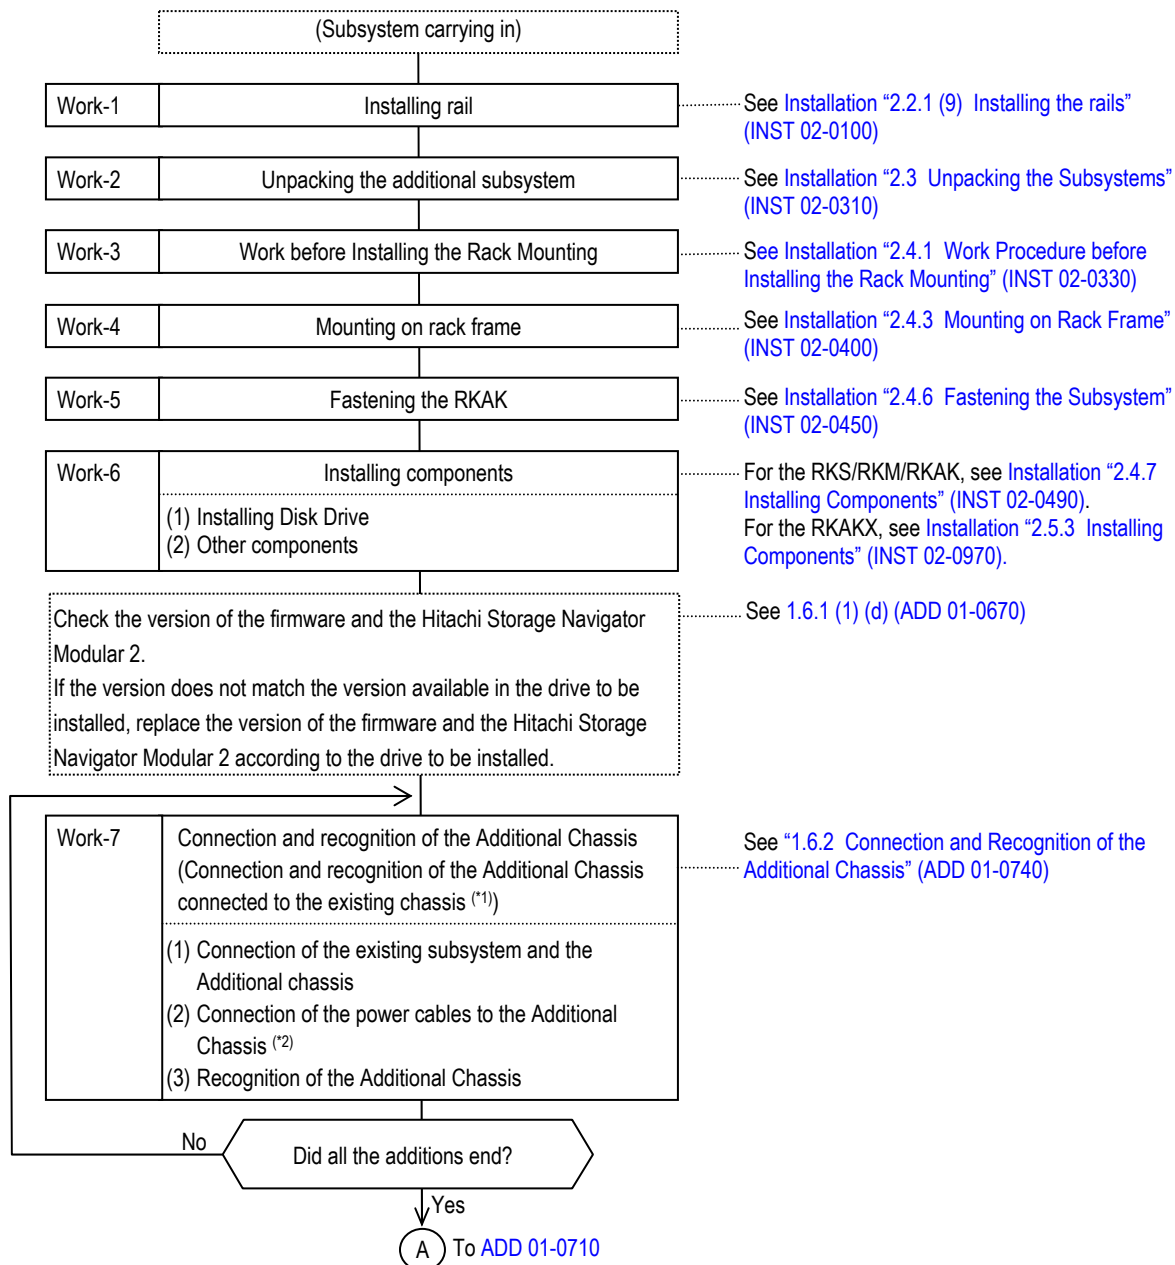 (Subsystem carrying in)
Work-1
Installing rail
See Installation “2.2.1 (9) Installing the rails”
(INST 02-0100)
Work-2
Unpacking the additional subsystem
See Installation “2.3 Unpacking the Subsystems”
(INST 02-0310)
Work-3
Work before Installing the Rack Mounting
See Installation “2.4.1 Work Procedure before
Installing the Rack Mounting” (INST 02-0330)
Work-4
Mounting on rack frame
See Installation “2.4.3 Mounting on Rack Frame”
(INST 02-0400)
Work-5
Fastening the RKAK
See Installation “2.4.6 Fastening the Subsystem”
(INST 02-0450)
Work-6
Installing components
(1) Installing Disk Drive
(2) Other components
For the RKS/RKM/RKAK, see Installation “2.4.7
Installing Components” (INST 02-0490).
For the RKAKX, see Installation “2.5.3 Installing
Components” (INST 02-0970).
Check the version of the firmware and the Hitachi Storage Navigator
Modular 2.
If the version does not match the version available in the drive to be
installed, replace the version of the firmware and the Hitachi Storage
Navigator Modular 2 according to the drive to be installed.
See 1.6.1 (1) (d) (ADD 01-0670)
Work-7
Connection and recognition of the Additional Chassis
(Connection and recognition of the Additional Chassis
connected to the existing chassis (*1))
(1) Connection of the existing subsystem and the
Additional chassis
(2) Connection of the power cables to the Additional
Chassis (*2)
(3) Recognition of the Additional Chassis
See “1.6.2 Connection and Recognition of the
Additional Chassis” (ADD 01-0740)
No
Did all the additions end?
Yes
A
To ADD 01-0710